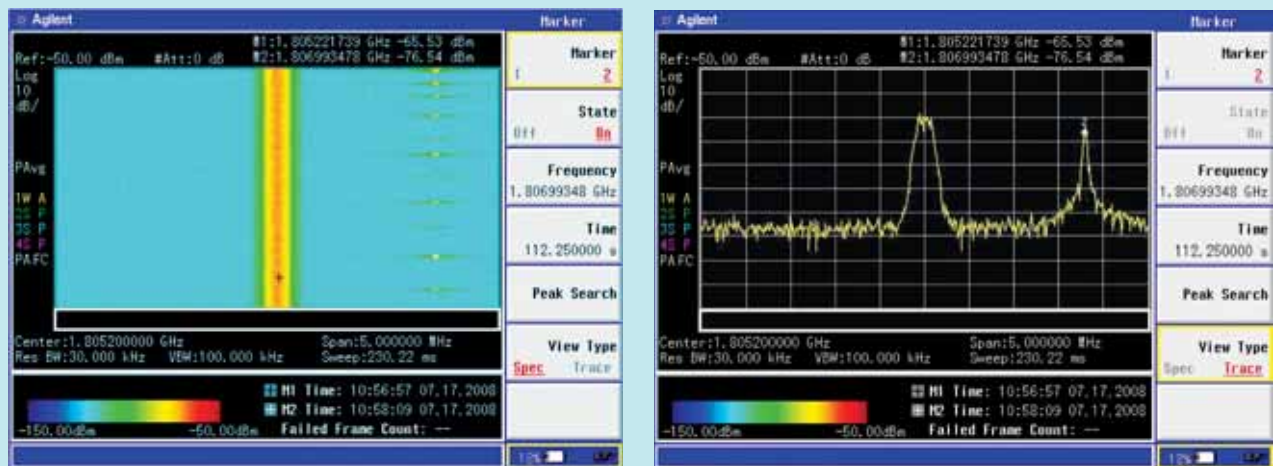 Agilent
Marker
M1:1.805221739 GHz -65.53 dBm
Ref:-50.00 dBm #Att:0 dB M2:1.806993478 GHz -76.54 dBm
Log
10
dB/
PAvg
1W A
2S P
3S P
4S P
PA FC
Center:1.805200000 GHz Span:5.000000 MHz
Res BW:30.000 kHz VBW:100.000 kHz Sweep:230.22 ms
M1 Time: 10:56:57 07.17.2008
M2 Time: 10:58:09 07.17.2008
-150.00dBm -50.00dBm Failed Frame Count: --
Marker
1 2
State
Off On
Frequency
1.80699348 GHz
Time
112.250000 s
Peak Search
View Type
Spec Trace
12%
Agilent
Marker
M1:1.805221739 GHz -65.53 dBm
Ref:-50.00 dBm #Att:0 dB M2:1.806993478 GHz -76.54 dBm
Log
10
dB/
PAvg
1W A
2S P
3S P
4S P
PA FC
Center:1.805200000 GHz Span:5.000000 MHz
Res BW:30.000 kHz VBW:100.000 kHz Sweep:230.22 ms
M1 Time: 10:56:57 07.17.2008
M2 Time: 10:58:09 07.17.2008
-150.00dBm -50.00dBm Failed Frame Count: --
Marker
1 2
State
Off On
Frequency
1.80699348 GHz
Time
112.250000 s
Peak Search
View Type
Spec Trace
12%